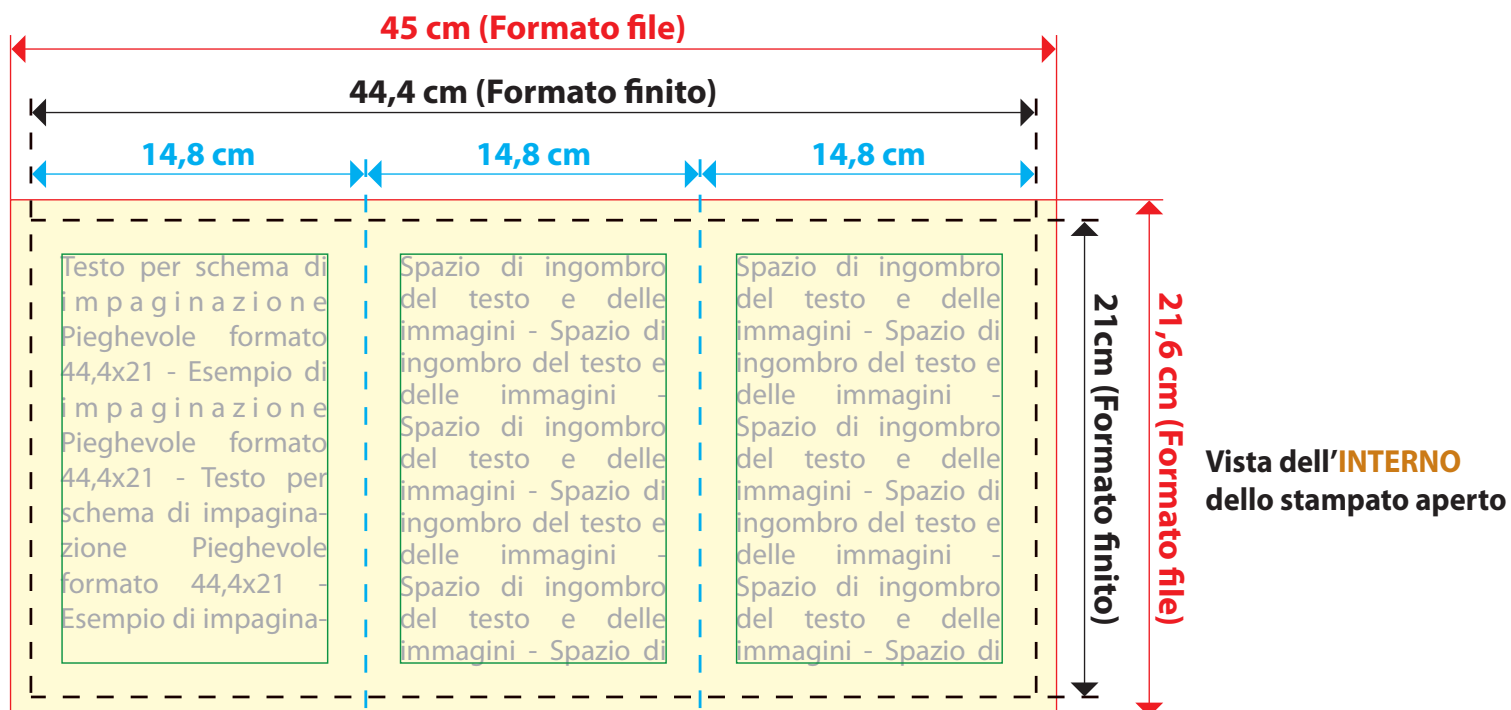 45 cm (Formato file)
44,4 cm (Formato finito)
14,8 cm
14,8 cm
14,8 cm
Testo per schema di
impaginazione
Pieghevole formato
44,4x21 - Esempio di
impaginazione
Pieghevole formato
44,4x21 - Testo per
schema di impagina-
zione Pieghevole
formato 44,4x21 -
Esempio di impagina-
Spazio di ingombro
del testo e delle
immagini - Spazio di
ingombro del testo e
delle immagini -
Spazio di ingombro
del testo e delle
immagini - Spazio di
ingombro del testo e
delle immagini -
Spazio di ingombro
del testo e delle
immagini - Spazio di
Spazio di ingombro
del testo e delle
immagini - Spazio di
ingombro del testo e
delle immagini -
Spazio di ingombro
del testo e delle
immagini - Spazio di
ingombro del testo e
delle immagini -
Spazio di ingombro
del testo e delle
immagini - Spazio di
21cm (Formato finito)
21,6 cm (Formato file)
Vista dell'INTERNO
dello stampato aperto